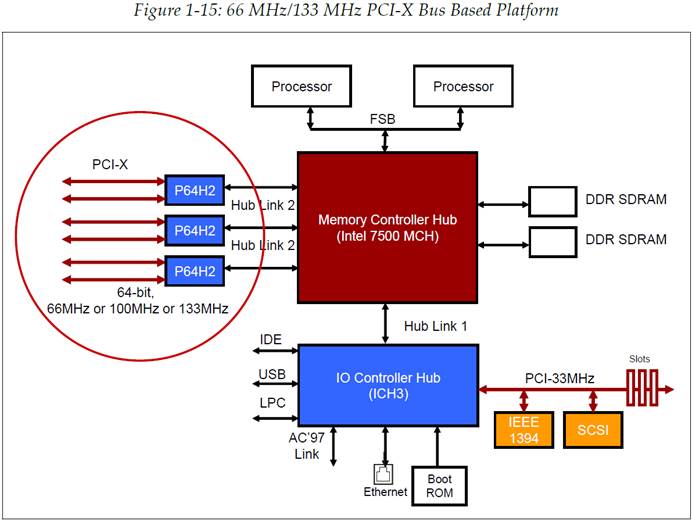 Figure 1-15: 66 MHz/133 MHz PCI-X Bus Based Platform
Processor
Processor
FSB
PCI-X
P64H2
Hub Link 2
P64H2
Hub Link 2
P64H2
64-bit,
66MHz or 100MHz or 133MHz
Memory Controller Hub
(Intel 7500 MCH)
DDR SDRAM
DDR SDRAM
Hub Link 1
IDE
USB
LPC
IO Controller Hub
(ICH3)
PCI-33MHz
Slots
IEEE
1394
SCSI
AC'97
Link
Ethernet
Boot
ROM